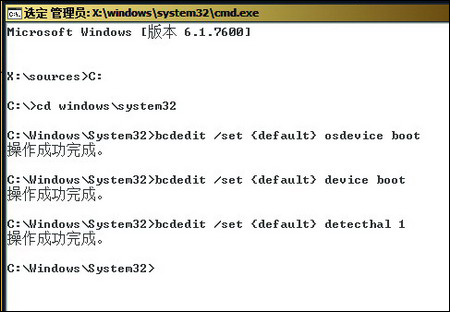 选定 管理员: X:\windows\system32\cmd.exe
Microsoft Windows [版本 6.1.7600]
X:\sources>C:
C:\>cd windows\system32
C:\Windows\System32>bcdedit /set {default} osdevice boot
操作成功完成。
C:\Windows\System32>bcdedit /set {default} device boot
操作成功完成。
C:\Windows\System32>bcdedit /set {default} detecthal 1
操作成功完成。
C:\Windows\System32>